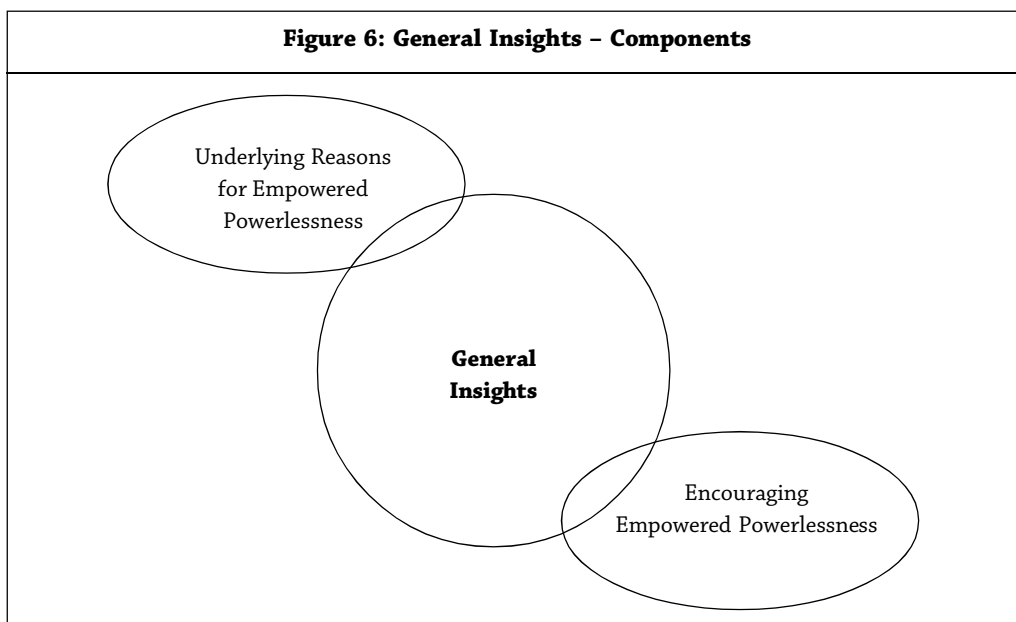 Figure 6: General Insights – Components
Underlying Reasons
for Empowered
Powerlessness
General
Insights
Encouraging
Empowered Powerlessness